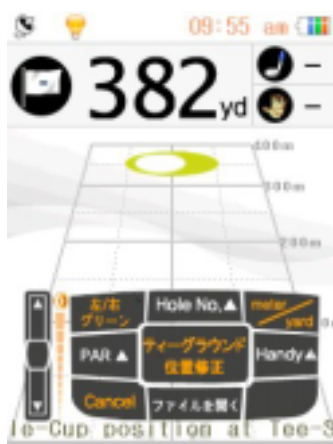 09:55 am
382yd
-
-
400m
300m
200m
左/右 グリーン
Hole No.▲
meter/yard
PAR ▲
ティーグラウンド 位置修正
Handy▲
Cancel
ファイルを開く
le-Cup position at Tee-S